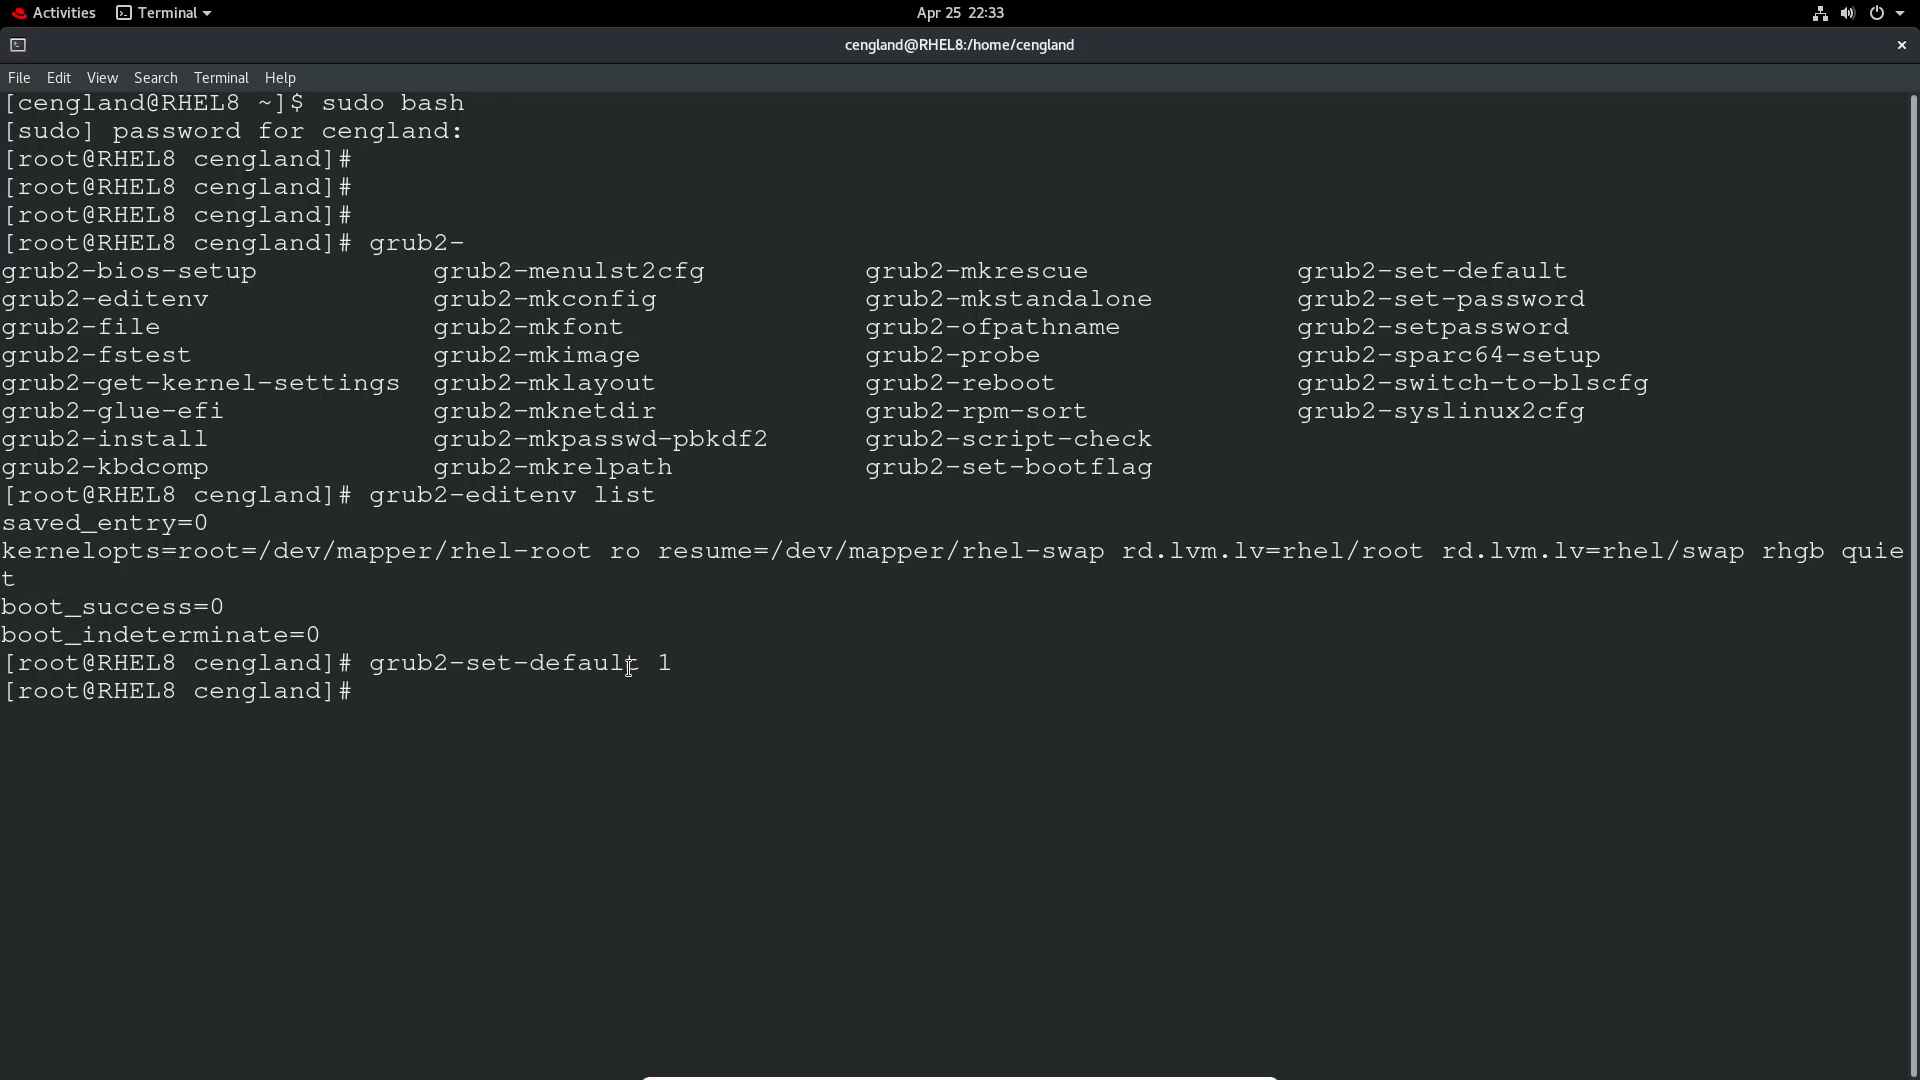 Activities Terminal Apr 25 22:33
cengland@RHEL8:/home/cengland
File Edit View Search Terminal Help
[cengland@RHEL8 ~]$ sudo bash
[sudo] password for cengland:
[root@RHEL8 cengland]#
[root@RHEL8 cengland]#
[root@RHEL8 cengland]#
[root@RHEL8 cengland]# grub2-
grub2-bios-setup grub2-menulst2cfg grub2-mkrescue grub2-set-default
grub2-editenv grub2-mkconfig grub2-mkstandalone grub2-set-password
grub2-file grub2-mkfont grub2-ofpathname grub2-setpassword
grub2-fstest grub2-mkimage grub2-probe grub2-sparc64-setup
grub2-get-kernel-settings grub2-mklayout grub2-reboot grub2-switch-to-blscfg
grub2-glue-efi grub2-mknetdir grub2-rpm-sort grub2-syslinux2cfg
grub2-install grub2-mkpasswd-pbkdf2 grub2-script-check
grub2-kbdcomp grub2-mkrelpath grub2-set-bootflag
[root@RHEL8 cengland]# grub2-editenv list
saved_entry=0
kernelopts=root=/dev/mapper/rhel-root ro resume=/dev/mapper/rhel-swap rd.lvm.lv=rhel/root rd.lvm.lv=rhel/swap rhgb quie
t
boot_success=0
boot_indeterminate=0
[root@RHEL8 cengland]# grub2-set-default 1
[root@RHEL8 cengland]#